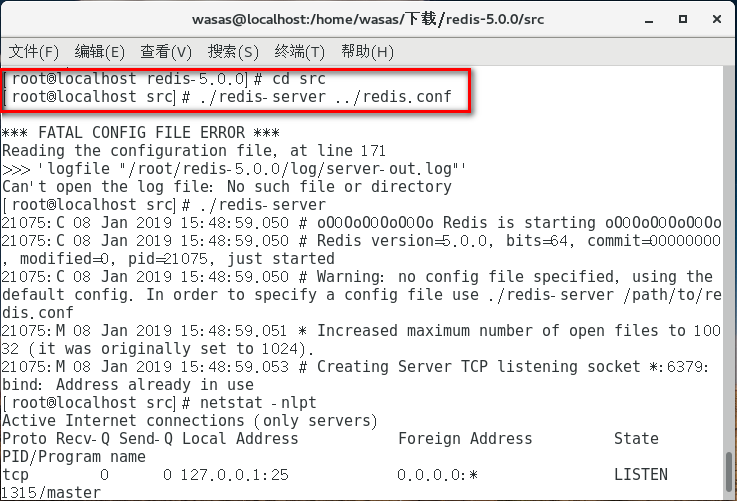 wasas@localhost:/home/wasas/下载/redis-5.0.0/src
文件(F) 编辑(E) 查看(V) 搜索(S) 终端(T) 帮助(H)
[root@localhost redis-5.0.0]# cd src
[root@localhost src]# ./redis-server ../redis.conf
*** FATAL CONFIG FILE ERROR ***
Reading the configuration file, at line 171
>>> 'logfile "/root/redis-5.0.0/log/server-out.log"'
Can't open the log file: No such file or directory
[root@localhost src]# ./redis-server
21075:C 08 Jan 2019 15:48:59.050 # oO0OoO0OoO0Oo Redis is starting oO0OoO0OoO0Oo
21075:C 08 Jan 2019 15:48:59.050 # Redis version=5.0.0, bits=64, commit=00000000
, modified=0, pid=21075, just started
21075:C 08 Jan 2019 15:48:59.050 # Warning: no config file specified, using the
default config. In order to specify a config file use ./redis-server /path/to/re
dis.conf
21075:M 08 Jan 2019 15:48:59.051 * Increased maximum number of open files to 100
32 (it was originally set to 1024).
21075:M 08 Jan 2019 15:48:59.053 # Creating Server TCP listening socket *:6379:
bind: Address already in use
[root@localhost src]# netstat -nlpt
Active Internet connections (only servers)
Proto Recv-Q Send-Q Local Address Foreign Address State
PID/Program name
tcp 0 0 127.0.0.1:25 0.0.0.0:* LISTEN
1315/master